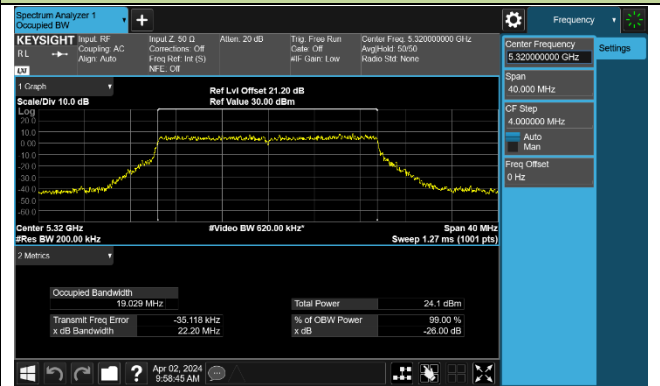 Spectrum Analyzer 1
Occupied BW
Frequency
KEYSIGHT
RL
LXI
Input: RF
Coupling: AC
Align: Auto
Input Z: 50 Ω
Corrections: Off
Freq Ref: Int (S)
NFE: Off
Atten: 20 dB
Trig: Free Run
Gate: Off
#IF Gain: Low
Center Freq: 5.320000000 GHz
Avg|Hold: 50/50
Radio Std: None
Center Frequency
5.320000000 GHz
Settings
Span
40.000 MHz
CF Step
4.000000 MHz
Auto
Man
Freq Offset
0 Hz
1 Graph
Scale/Div 10.0 dB
Ref Lvl Offset 21.20 dB
Ref Value 30.00 dBm
Log
20.0
10.0
0.00
-10.0
-20.0
-30.0
-40.0
-50.0
-60.0
Center 5.32 GHz
#Res BW 200.00 kHz
#Video BW 620.00 kHz*
Span 40 MHz
Sweep 1.27 ms (1001 pts)
2 Metrics
Occupied Bandwidth
19.029 MHz
Total Power 24.1 dBm
Transmit Freq Error -35.118 kHz
% of OBW Power 99.00 %
x dB Bandwidth 22.20 MHz
x dB -26.00 dB
Apr 02, 2024
9:58:45 AM